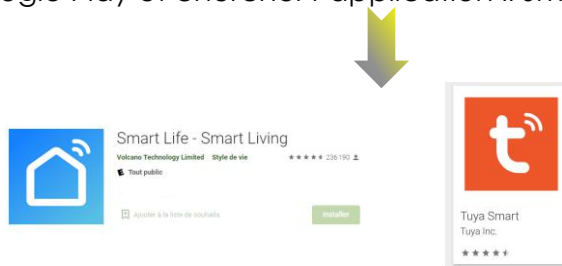 Smart Life - Smart Living
Volcano Technology Limited Style de vie 236 190
Tout public
Ajouter à la liste de souhaits
Installer
Tuya Smart
Tuya Inc.